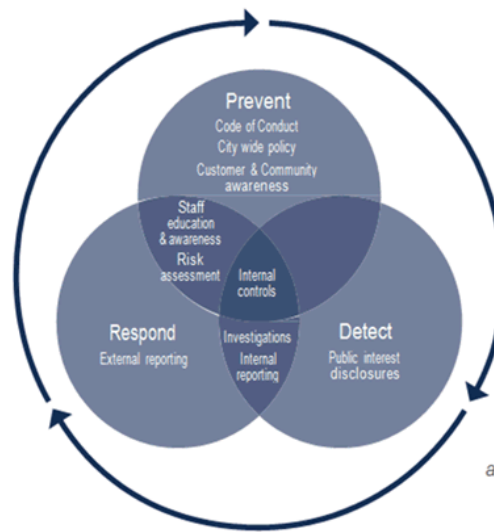 Prevent
Code of Conduct
City wide policy
Customer & Community
awareness
Staff
education
& awareness
Risk
assessment
Internal
controls
Respond
External reporting
Investigations
Internal
reporting
Detect
Public interest
disclosures
a